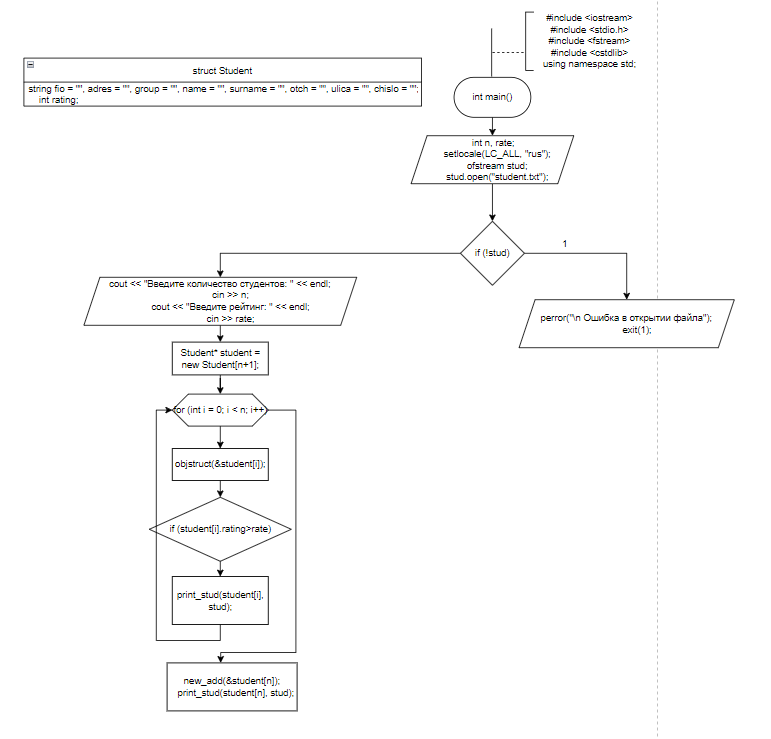 #include <iostream>
#include <stdio.h>
#include <fstream>
#include <cstdlib>
using namespace std;
struct Student
string fio = "", adres = "", group = "", name = "", surname = "", otch = "", ulica = "", chislo = "";
int rating;
int main()
int n, rate;
setlocale(LC_ALL, "rus");
ofstream stud;
stud.open("student.txt");
if (!stud)
1
cout << "Введите количество студентов: " << endl;
cin >> n;
cout << "Введите рейтинг: " << endl;
cin >> rate;
perror("\n Ошибка в открытии файла");
exit(1);
Student* student =
new Student[n+1];
for (int i = 0; i < n; i++)
objstruct(&student[i]);
if (student[i].rating>rate)
print_stud(student[i],
stud);
new_add(&student[n]);
print_stud(student[n], stud);